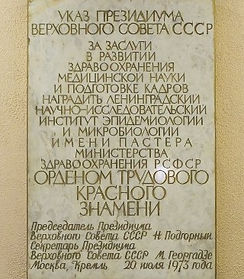 УКАЗ ПРЕЗИДИУМА
ВЕРХОВНОГО СОВЕТА СССР
ЗА ЗАСЛУГИ
В РАЗВИТИИ
ЗДРАВООХРАНЕНИЯ
МЕДИЦИНСКОЙ НАУКИ
И ПОДГОТОВКЕ КАДРОВ
НАГРАДИТЬ ЛЕНИНГРАДСКИЙ
НАУЧНО-ИССЛЕДОВАТЕЛЬСКИЙ
ИНСТИТУТ ЭПИДЕМИОЛОГИИ
И МИКРОБИОЛОГИИ
ИМЕНИ ПАСТЕРА
МИНИСТЕРСТВА
ЗДРАВООХРАНЕНИЯ РСФСР
ОРДЕНОМ ТРУДОВОГО
КРАСНОГО
ЗНАМЕНИ
Председатель Президиума
Верховного Совета СССР Н. Подгорный
Секретарь Президиума
Верховного Совета СССР М. Георгадзе
Москва, Кремль 20 июля 1973 года